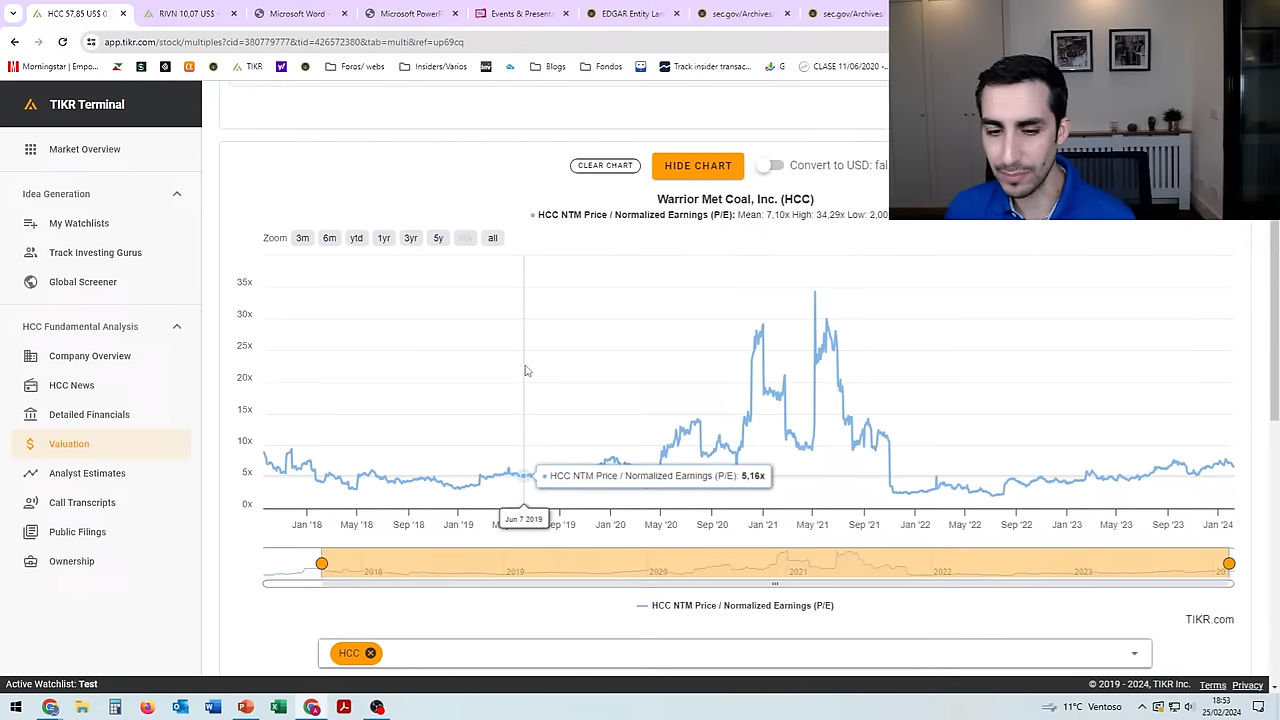 HCC 57,85 US$ 0
RIVN 10,07 US$
Microsoft Word -
Microsoft PowerP
Events & Presenta
EDGAR Entity Lan
sec.gov/Archives
sec.gov/Archives
app.tikr.com/stock/multiples?cid=380779777&tid=426572380&tab=multi&ref=up69cq
Morningstar | Empo...
TIKR
Focus webs
Insiders/Varios
Blogs
Fondos
Track insider transac...
G
CLASE 11/06/2020 -...
TIKR Terminal
Market Overview
Idea Generation
My Watchlists
Track Investing Gurus
Global Screener
HCC Fundamental Analysis
Company Overview
HCC News
Detailed Financials
Valuation
Analyst Estimates
Call Transcripts
Public Filings
Ownership
CLEAR CHART
HIDE CHART
Convert to USD: fal
Warrior Met Coal, Inc. (HCC)
HCC NTM Price / Normalized Earnings (P/E): Mean: 7,10x High: 34,29x Low: 2,00
Zoom 3m 6m ytd 1yr 3yr 5y all
35x
30x
25x
20x
15x
10x
5x
0x
HCC NTM Price / Normalized Earnings (P/E): 5,16x
Jan '18 May '18 Sep '18 Jan '19 Sep '19 Jan '20 May '20 Sep '20 Jan '21 May '21 Sep '21 Jan '22 May '22 Sep '22 Jan '23 May '23 Sep '23 Jan '24
Jun 7 2019
2018 2019 2020 2021 2022 2023 20
HCC NTM Price / Normalized Earnings (P/E)
TIKR.com
HCC
Active Watchlist: Test
© 2019 - 2024, TIKR Inc. Terms Privacy
11°C Ventoso
18:53
25/02/2024